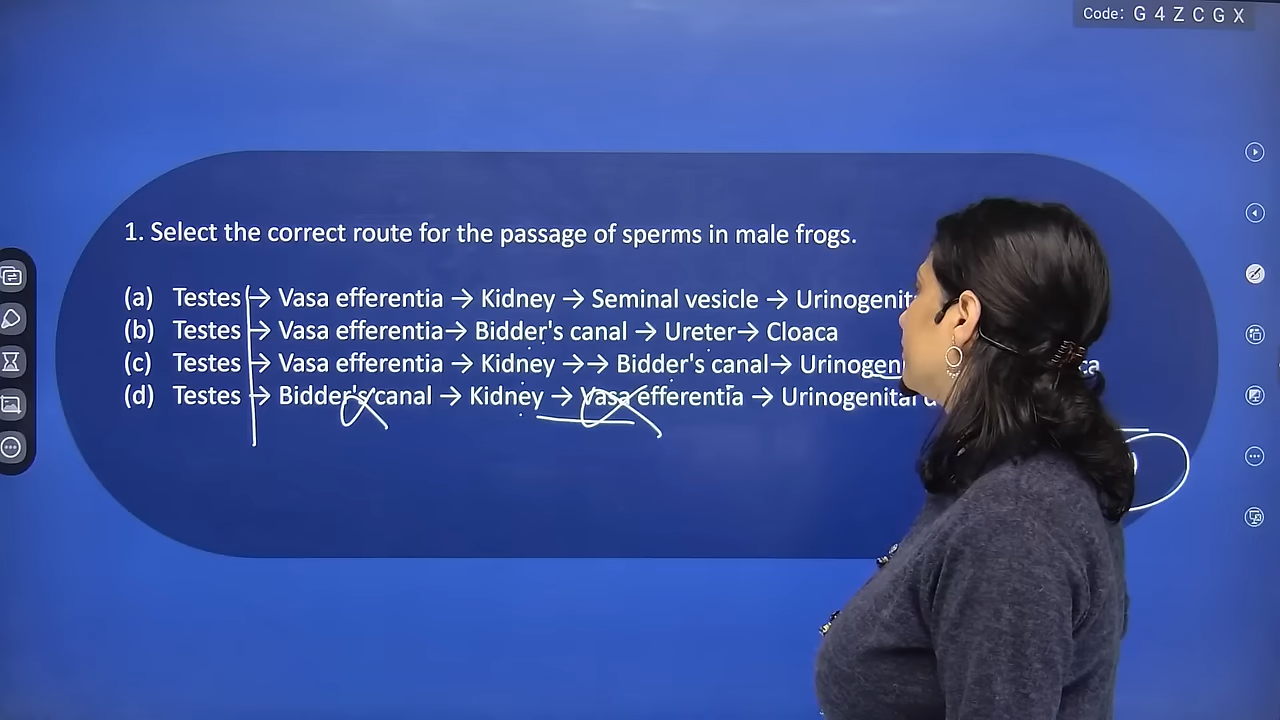 Code: G 4 Z C G X
1. Select the correct route for the passage of sperms in male frogs.
(a) Testes → Vasa efferentia → Kidney → Seminal vesicle →
(b) Testes → Vasa efferentia→ Bidder's canal → Ureter→ Cloaca
(c) Testes → Vasa efferentia → Kidney →→ Bidder's canal→
(d) Testes → Bidder's canal → Kidney → Vasa efferentia → Urinogenital